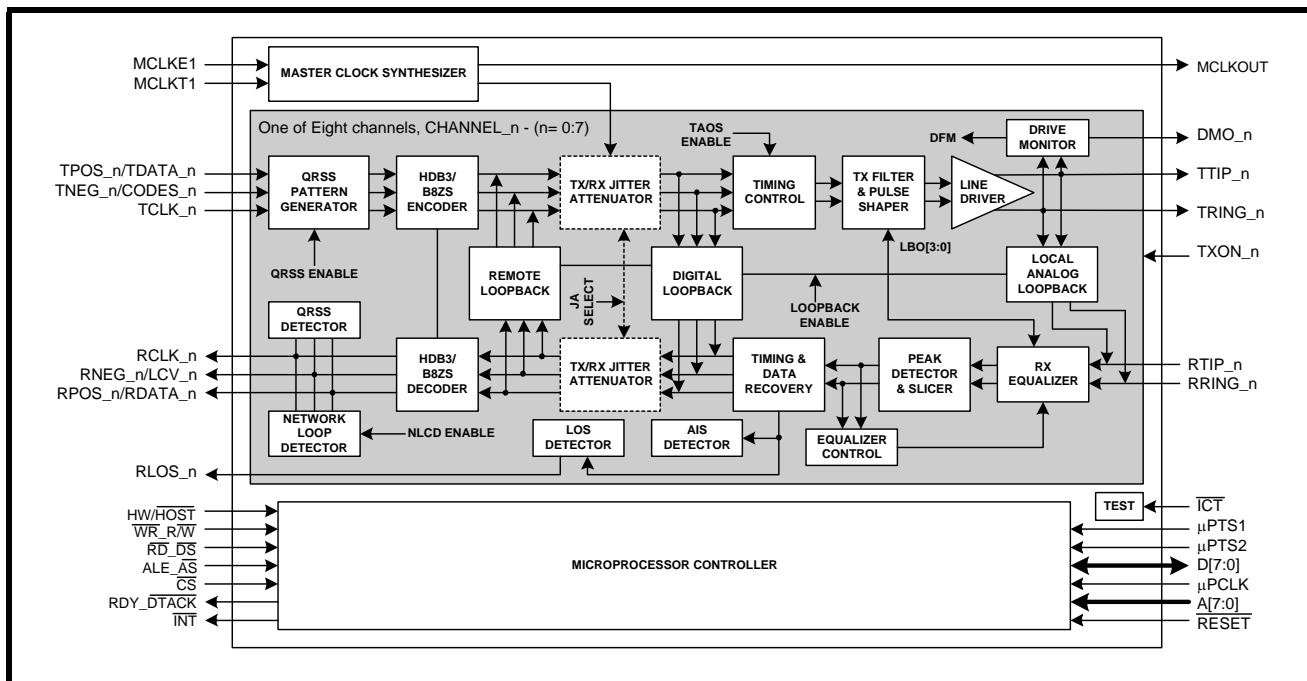 MCLKE1
MCLKT1
MASTER CLOCK SYNTHESIZER
MCLKOUT
One of Eight channels, CHANNEL_n - (n= 0:7)
TAOS
ENABLE
DFM
DRIVE
MONITOR
DMO_n
TPOS_n/TDATA_n
TNEG_n/CODES_n
TCLK_n
QRSS
PATTERN
GENERATOR
HDB3/
B8ZS
ENCODER
TX/RX JITTER
ATTENUATOR
TIMING
CONTROL
TX FILTER
& PULSE
SHAPER
LINE
DRIVER
TTIP_n
TRING_n
QRSS ENABLE
REMOTE
LOOPBACK
JA
SELECT
DIGITAL
LOOPBACK
LOOPBACK
ENABLE
LBO[3:0]
LOCAL
ANALOG
LOOPBACK
TXON_n
QRSS
DETECTOR
RCLK_n
RNEG_n/LCV_n
RPOS_n/RDATA_n
HDB3/
B8ZS
DECODER
TX/RX JITTER
ATTENUATOR
TIMING &
DATA
RECOVERY
PEAK
DETECTOR
& SLICER
RX
EQUALIZER
RTIP_n
RRING_n
NETWORK
LOOP
DETECTOR
NLCD ENABLE
LOS
DETECTOR
AIS
DETECTOR
EQUALIZER
CONTROL
RLOS_n
TEST
ICT
HW/HOST
WR_R/W
RD_DS
ALE_AS
CS
RDY_DTACK
INT
MICROPROCESSOR CONTROLLER
µPTS1
µPTS2
D[7:0]
µPCLK
A[7:0]
RESET